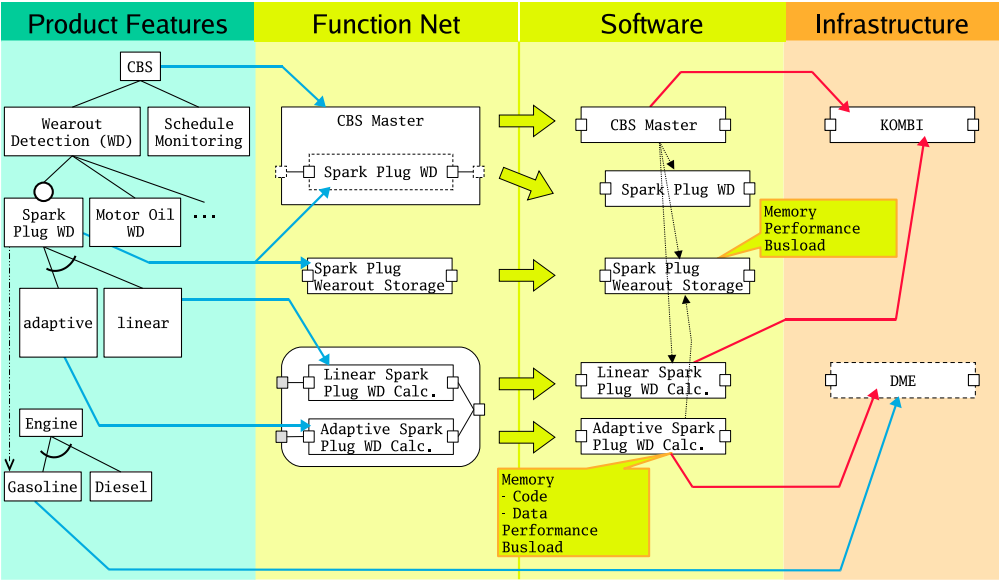 Product Features
Function Net
Software
Infrastructure
CBS
Wearout
Detection (WD)
Schedule
Monitoring
Spark
Plug WD
Motor Oil
WD
...
adaptive
linear
Engine
Gasoline
Diesel
CBS Master
Spark Plug WD
Spark Plug
Wearout Storage
Linear Spark
Plug WD Calc.
Adaptive Spark
Plug WD Calc.
CBS Master
Spark Plug WD
Memory
Performance
Busload
Spark Plug
Wearout Storage
Linear Spark
Plug WD Calc.
Adaptive Spark
Plug WD Calc.
Memory
- Code
- Data
Performance
Busload
KOMBI
DME